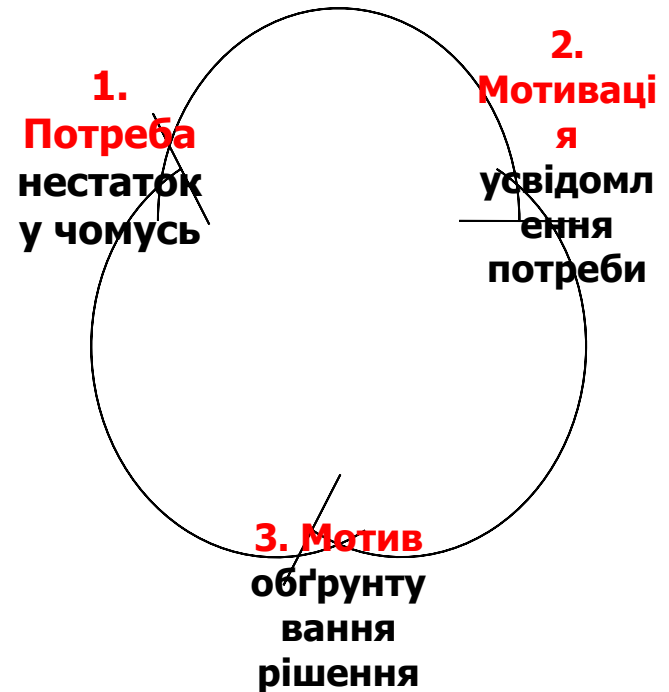 1.
Потреба
нестаток
у чомусь
2.
Мотиваці
я
усвідомл
ення
потреби
3. Мотив
обґрунту
вання
рішення